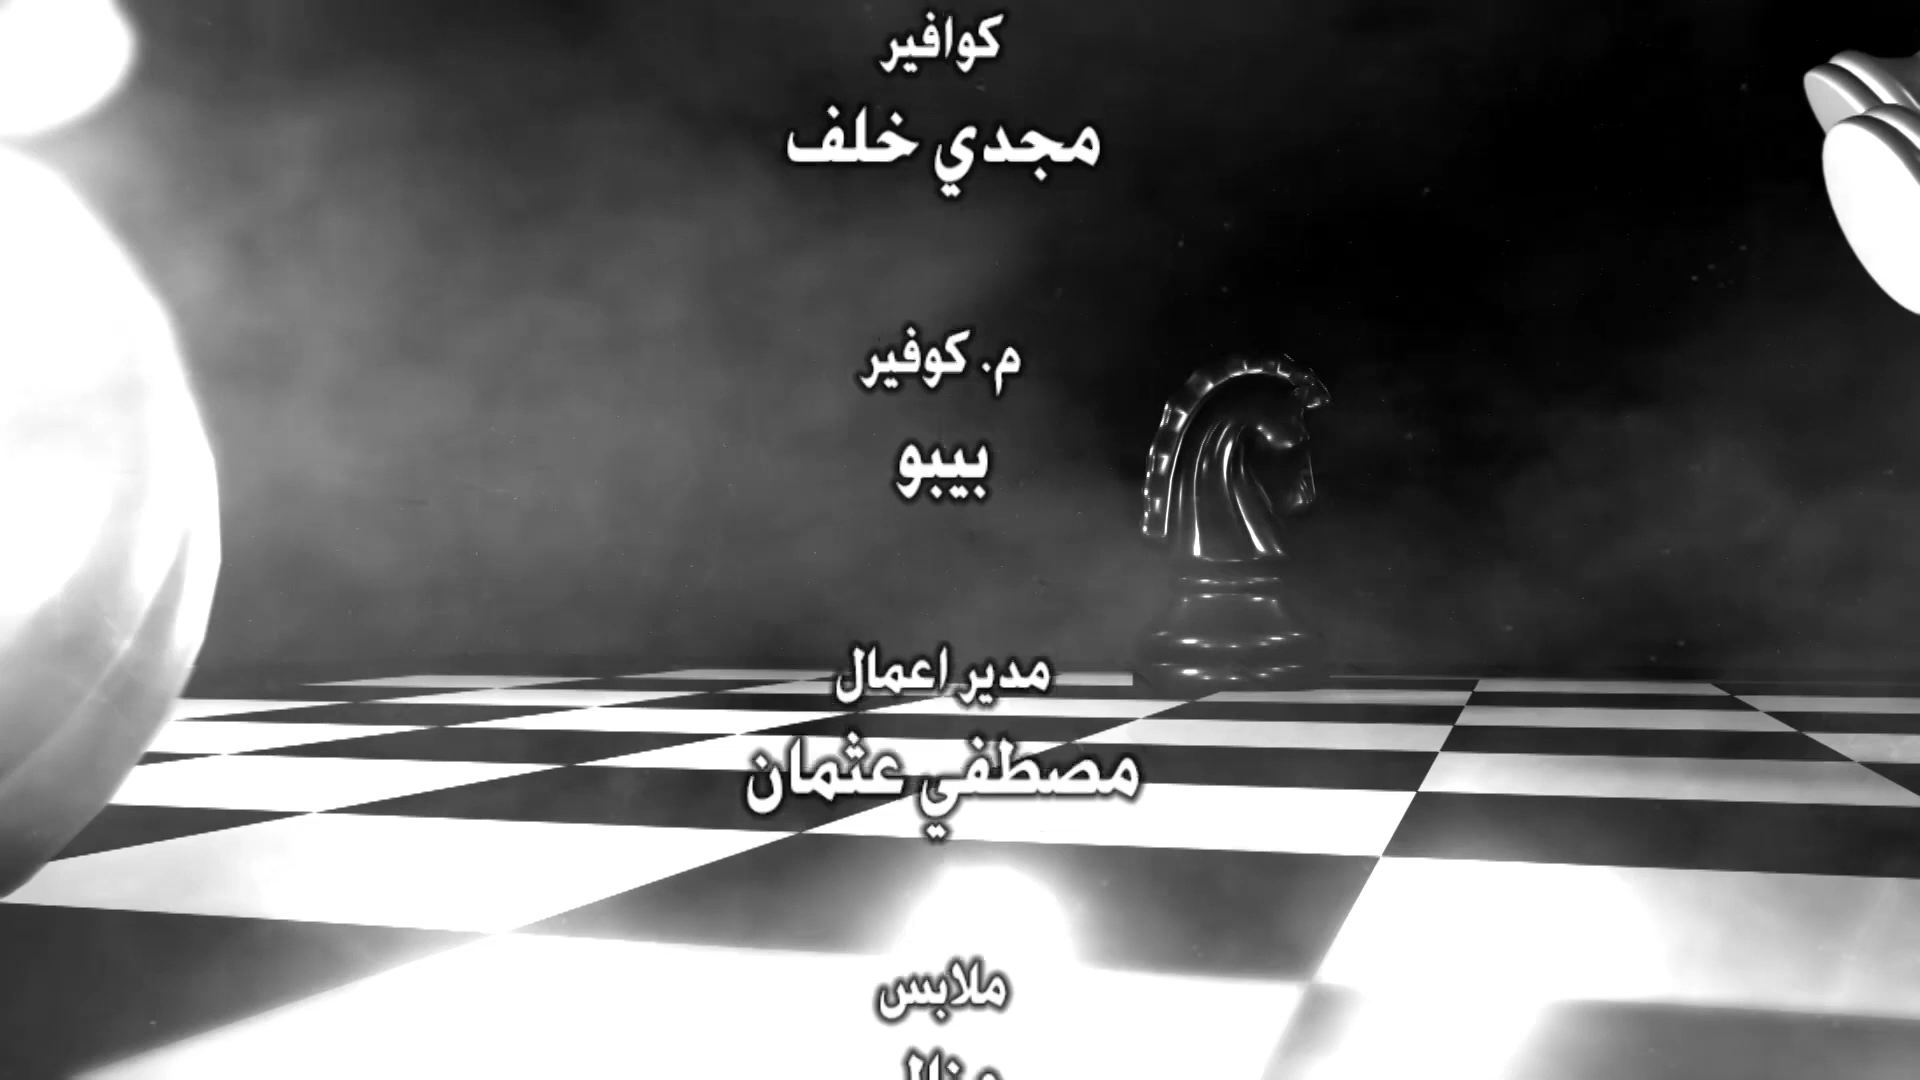 كوافير
مجدي خلف
م. كوفير
بيبو
مدير اعمال
مصطفي عثمان
ملابس